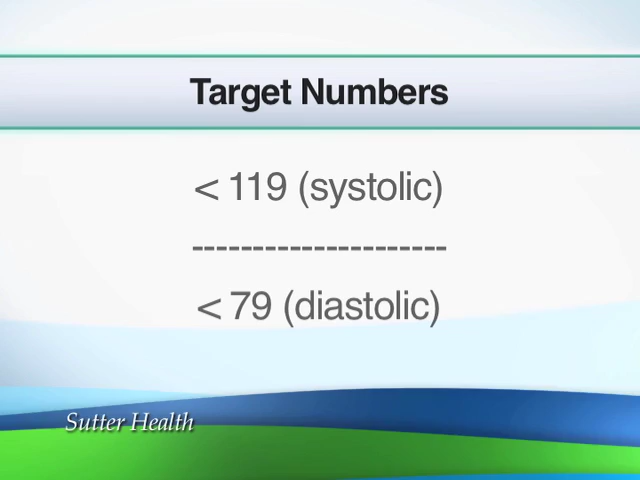 Target Numbers
< 119 (systolic)
---------------------
< 79 (diastolic)
Sutter Health